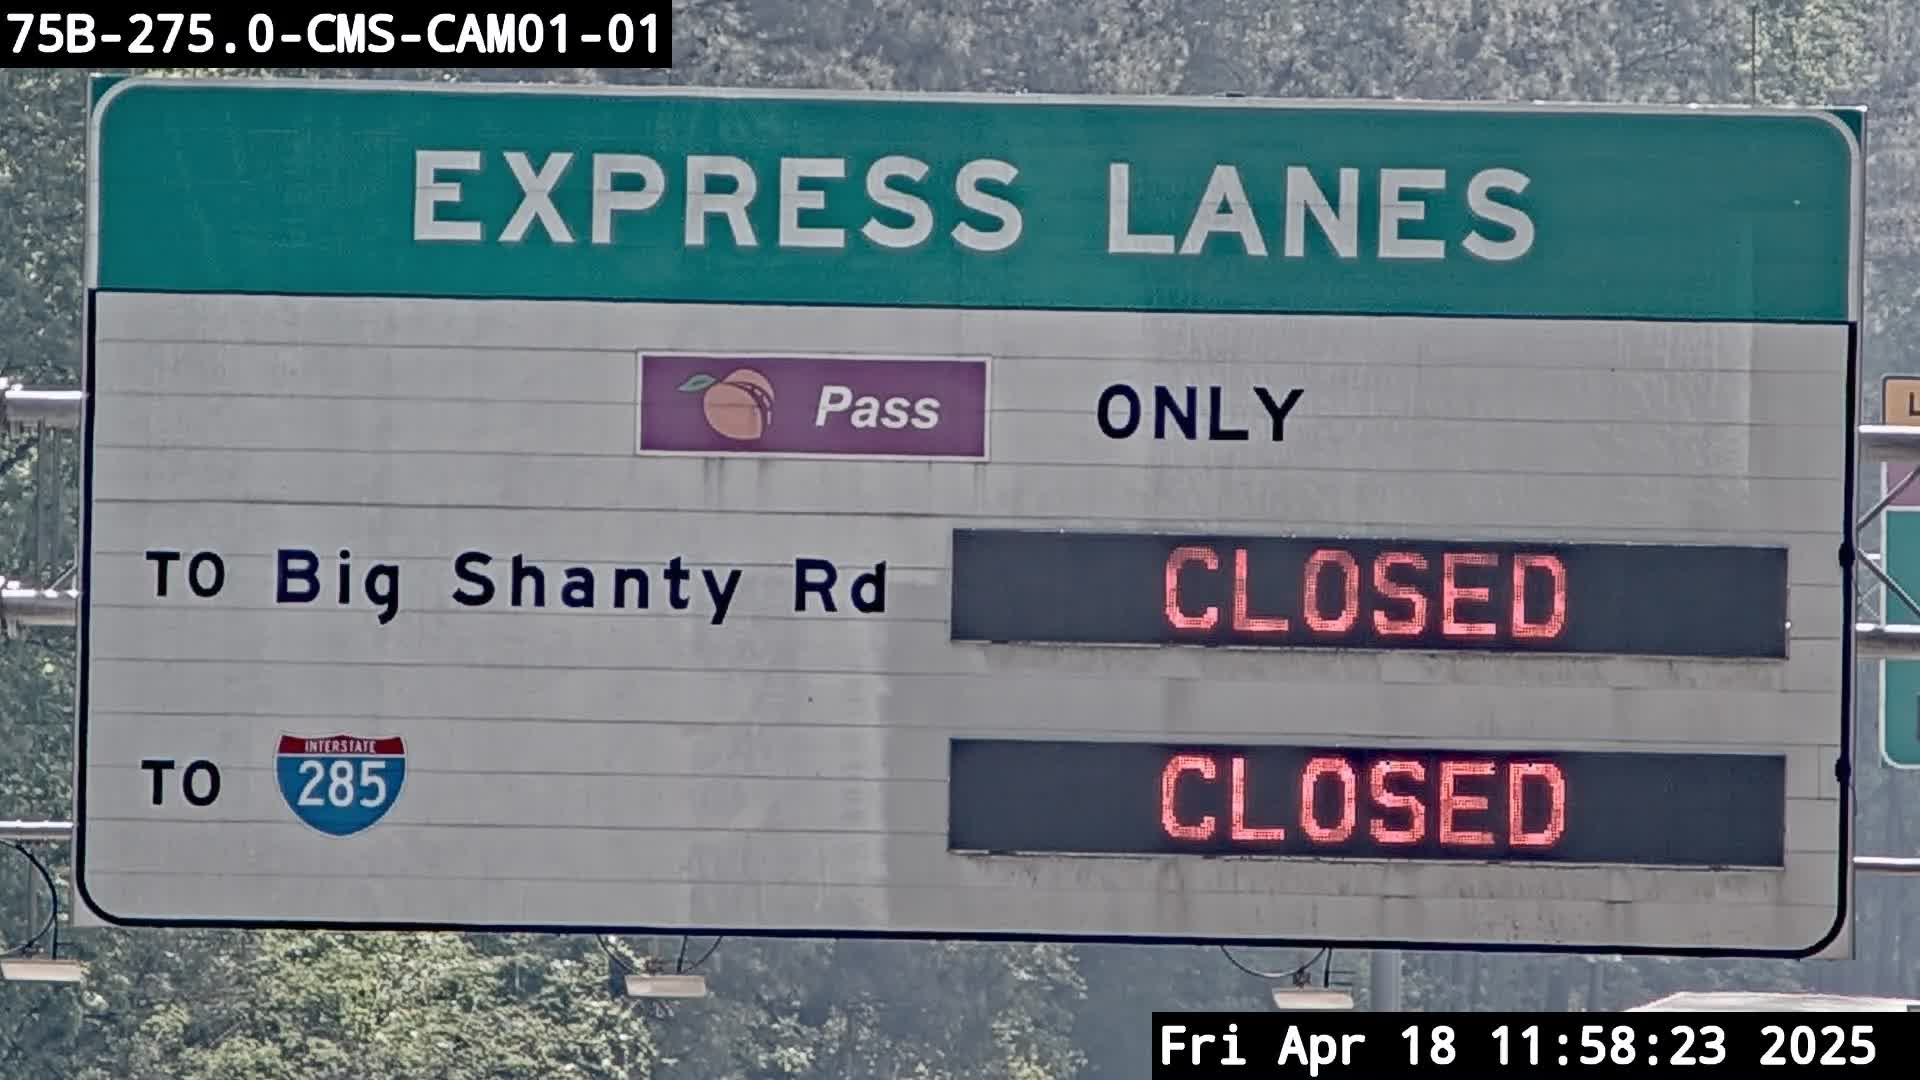 75B-275.0-CMS-CAM01-01
EXPRESS LANES
Pass ONLY
TO Big Shanty Rd CLOSED
TO INTERSTATE 285 CLOSED
Fri Apr 18 11:58:23 2025